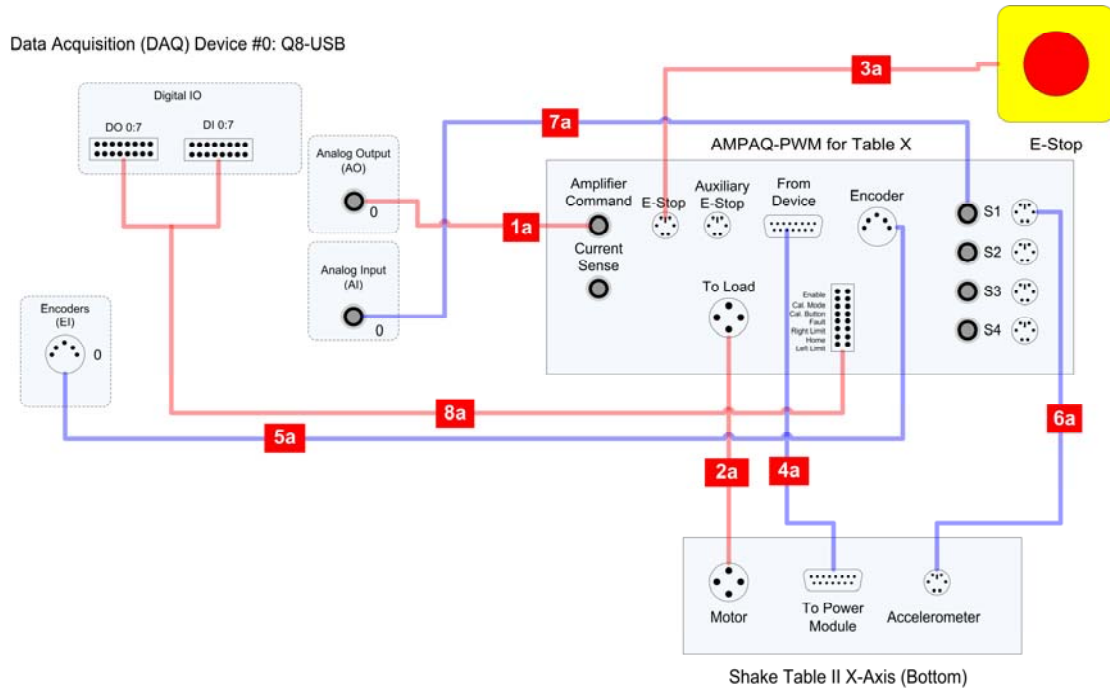 Data Acquisition (DAQ) Device #0: Q8-USB
Digital IO
DO 0:7
DI 0:7
Analog Output
(AO)
0
Analog Input
(AI)
0
Encoders
(EI)
0
3a
7a
1a
8a
5a
2a
4a
6a
E-Stop
AMPAQ-PWM for Table X
Amplifier
Command
E-Stop
Auxiliary
E-Stop
From
Device
Encoder
Current
Sense
To Load
Enable
Cal. Mode
Cal. Button
Fault
Right Limit
Home
Left Limit
S1
S2
S3
S4
Motor
To Power
Module
Accelerometer
Shake Table II X-Axis (Bottom)